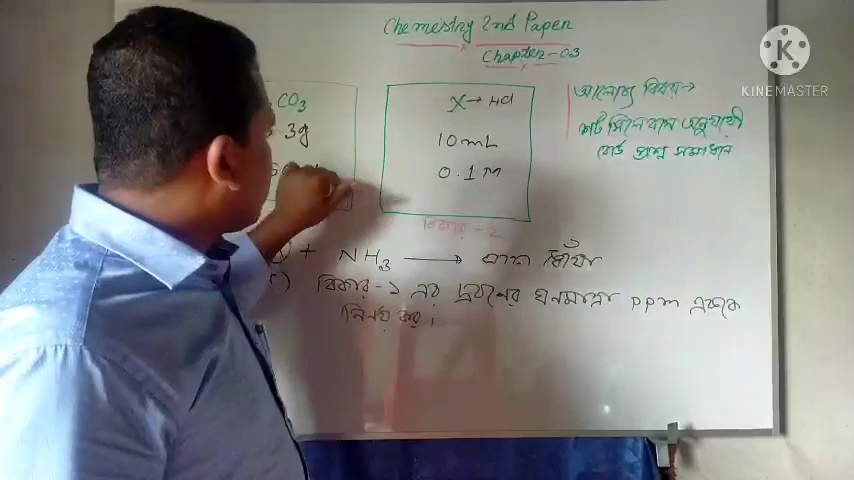 Chemistry 2nd Paper
Chapter-03
KINEMASTER
CO3
3g
X → HCl
10mL
0.1 M
বিকার - 2
আলোচ্য বিষয় →
শর্ট সিলেবাস অনুযায়ী
বোর্ড প্রশ্ন সমাধান
+ NH3 → সাদা ধোঁয়া
বিকার - ১ এর দ্রবণের ঘনমাত্রা ppm এককে
নির্ণয় কর।